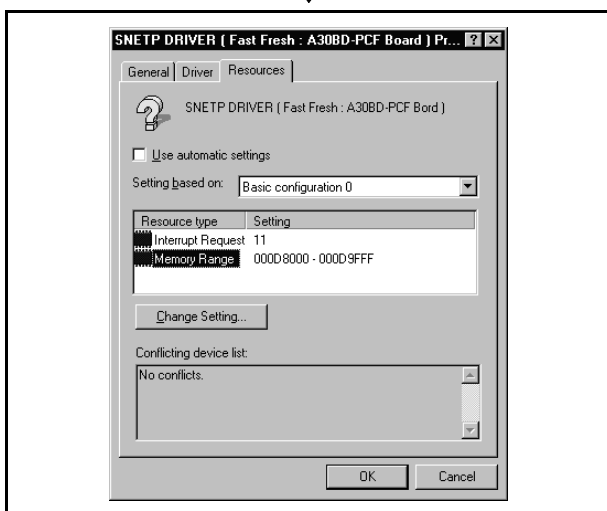 SNETP DRIVER ( Fast Fresh : A30BD-PCF Board ) Pr... ? X
General Driver Resources
SNETP DRIVER ( Fast Fresh : A30BD-PCF Bord )
Use automatic settings
Setting based on: Basic configuration 0
Resource type Setting
Interrupt Request 11
Memory Range 000D8000 - 000D9FFF
Change Setting...
Conflicting device list:
No conflicts.
OK Cancel